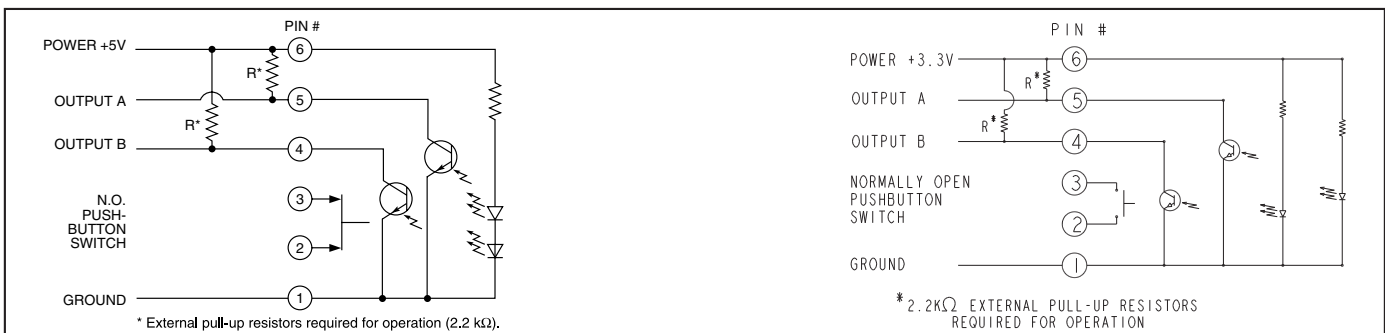 PIN #
POWER +5V
6
R*
OUTPUT A
5
R*
OUTPUT B
4
N.O.
PUSH-
BUTTON
SWITCH
3
2
GROUND
1
* External pull-up resistors required for operation (2.2 kΩ).
PIN #
POWER +3.3V
6
R*
OUTPUT A
5
R*
OUTPUT B
4
NORMALLY OPEN
PUSHBUTTON
SWITCH
3
2
GROUND
1
*2.2KΩ EXTERNAL PULL-UP RESISTORS
REQUIRED FOR OPERATION